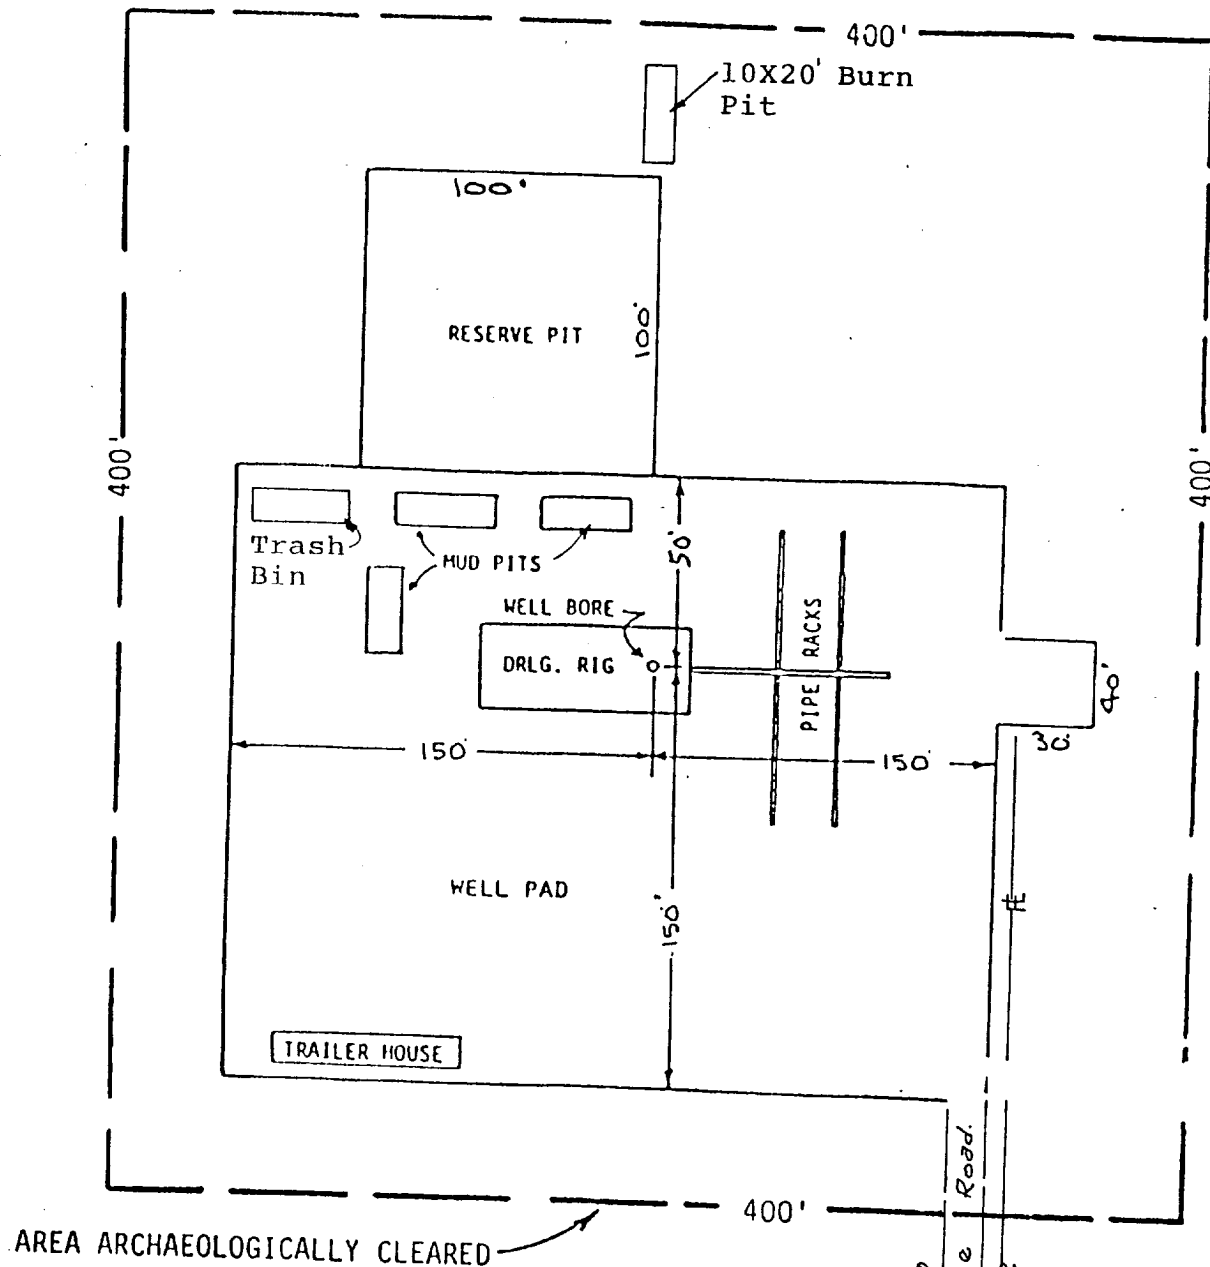 400'
10X20' Burn
Pit
100'
RESERVE PIT
100'
400'
400'
Trash
Bin
MUD PITS
50'
WELL BORE
DRLG. RIG
PIPE RACKS
40'
30'
150'
150'
WELL PAD
150'
TRAILER HOUSE
Road
400'
AREA ARCHAEOLOGICALLY CLEARED